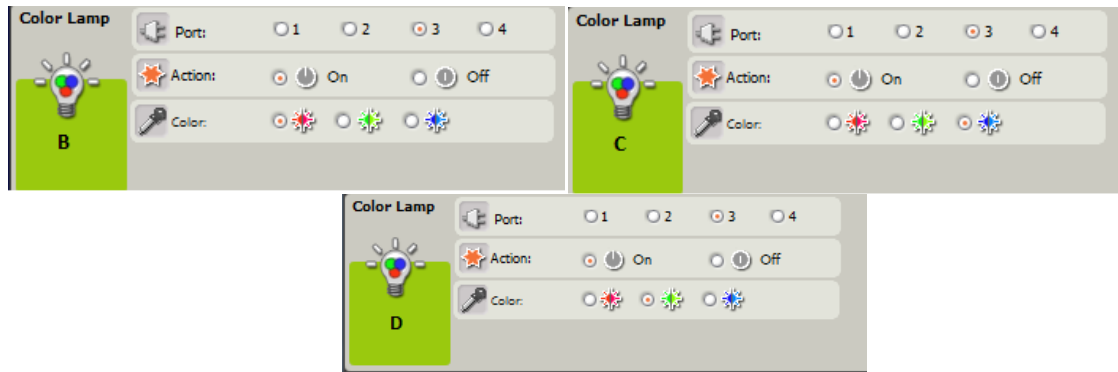 Color Lamp
Port: 1 2 3 4
Action: On Off
Color:
B
Color Lamp
Port: 1 2 3 4
Action: On Off
Color:
C
Color Lamp
Port: 1 2 3 4
Action: On Off
Color:
D